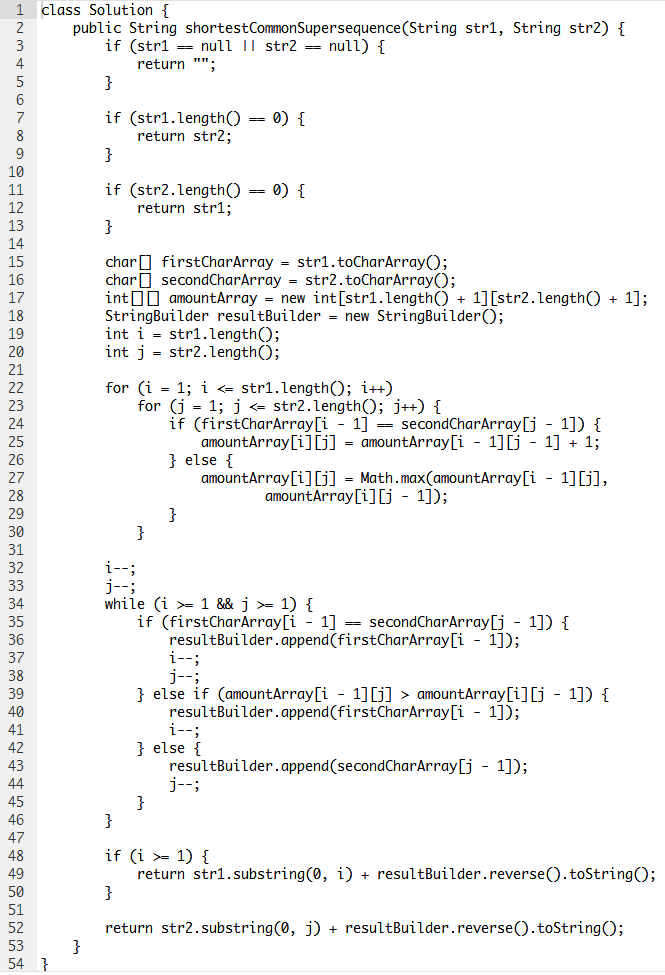 1 class Solution {
2     public String shortestCommonSupersequence(String str1, String str2) {
3         if (str1 == null || str2 == null) {
4             return "";
5         }
6
7         if (str1.length() == 0) {
8             return str2;
9         }
10
11         if (str2.length() == 0) {
12             return str1;
13         }
14
15         char[] firstCharArray = str1.toCharArray();
16         char[] secondCharArray = str2.toCharArray();
17         int[][] amountArray = new int[str1.length() + 1][str2.length() + 1];
18         StringBuilder resultBuilder = new StringBuilder();
19         int i = str1.length();
20         int j = str2.length();
21
22         for (i = 1; i <= str1.length(); i++)
23             for (j = 1; j <= str2.length(); j++) {
24                 if (firstCharArray[i - 1] == secondCharArray[j - 1]) {
25                     amountArray[i][j] = amountArray[i - 1][j - 1] + 1;
26                 } else {
27                     amountArray[i][j] = Math.max(amountArray[i - 1][j],
28                             amountArray[i][j - 1]);
29                 }
30             }
31
32         i--;
33         j--;
34         while (i >= 1 && j >= 1) {
35             if (firstCharArray[i - 1] == secondCharArray[j - 1]) {
36                 resultBuilder.append(firstCharArray[i - 1]);
37                 i--;
38                 j--;
39             } else if (amountArray[i - 1][j] > amountArray[i][j - 1]) {
40                 resultBuilder.append(firstCharArray[i - 1]);
41                 i--;
42             } else {
43                 resultBuilder.append(secondCharArray[j - 1]);
44                 j--;
45             }
46         }
47
48         if (i >= 1) {
49             return str1.substring(0, i) + resultBuilder.reverse().toString();
50         }
51
52         return str2.substring(0, j) + resultBuilder.reverse().toString();
53     }
54 }